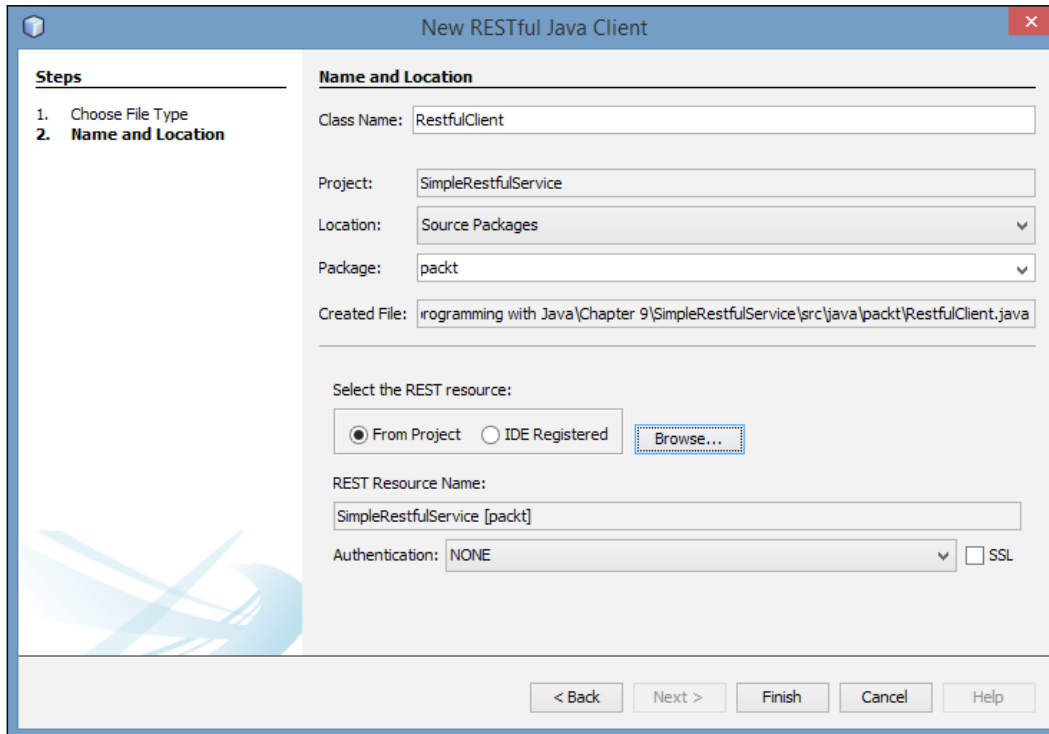 New RESTful Java Client
Steps
1. Choose File Type
2. Name and Location
Name and Location
Class Name: RestfulClient
Project: SimpleRestfulService
Location: Source Packages
Package: packt
Created File: rogramming with Java\Chapter 9\SimpleRestfulService\src\java\packt\RestfulClient.java
Select the REST resource:
From Project IDE Registered Browse...
REST Resource Name:
SimpleRestfulService [packt]
Authentication: NONE SSL
< Back Next > Finish Cancel Help